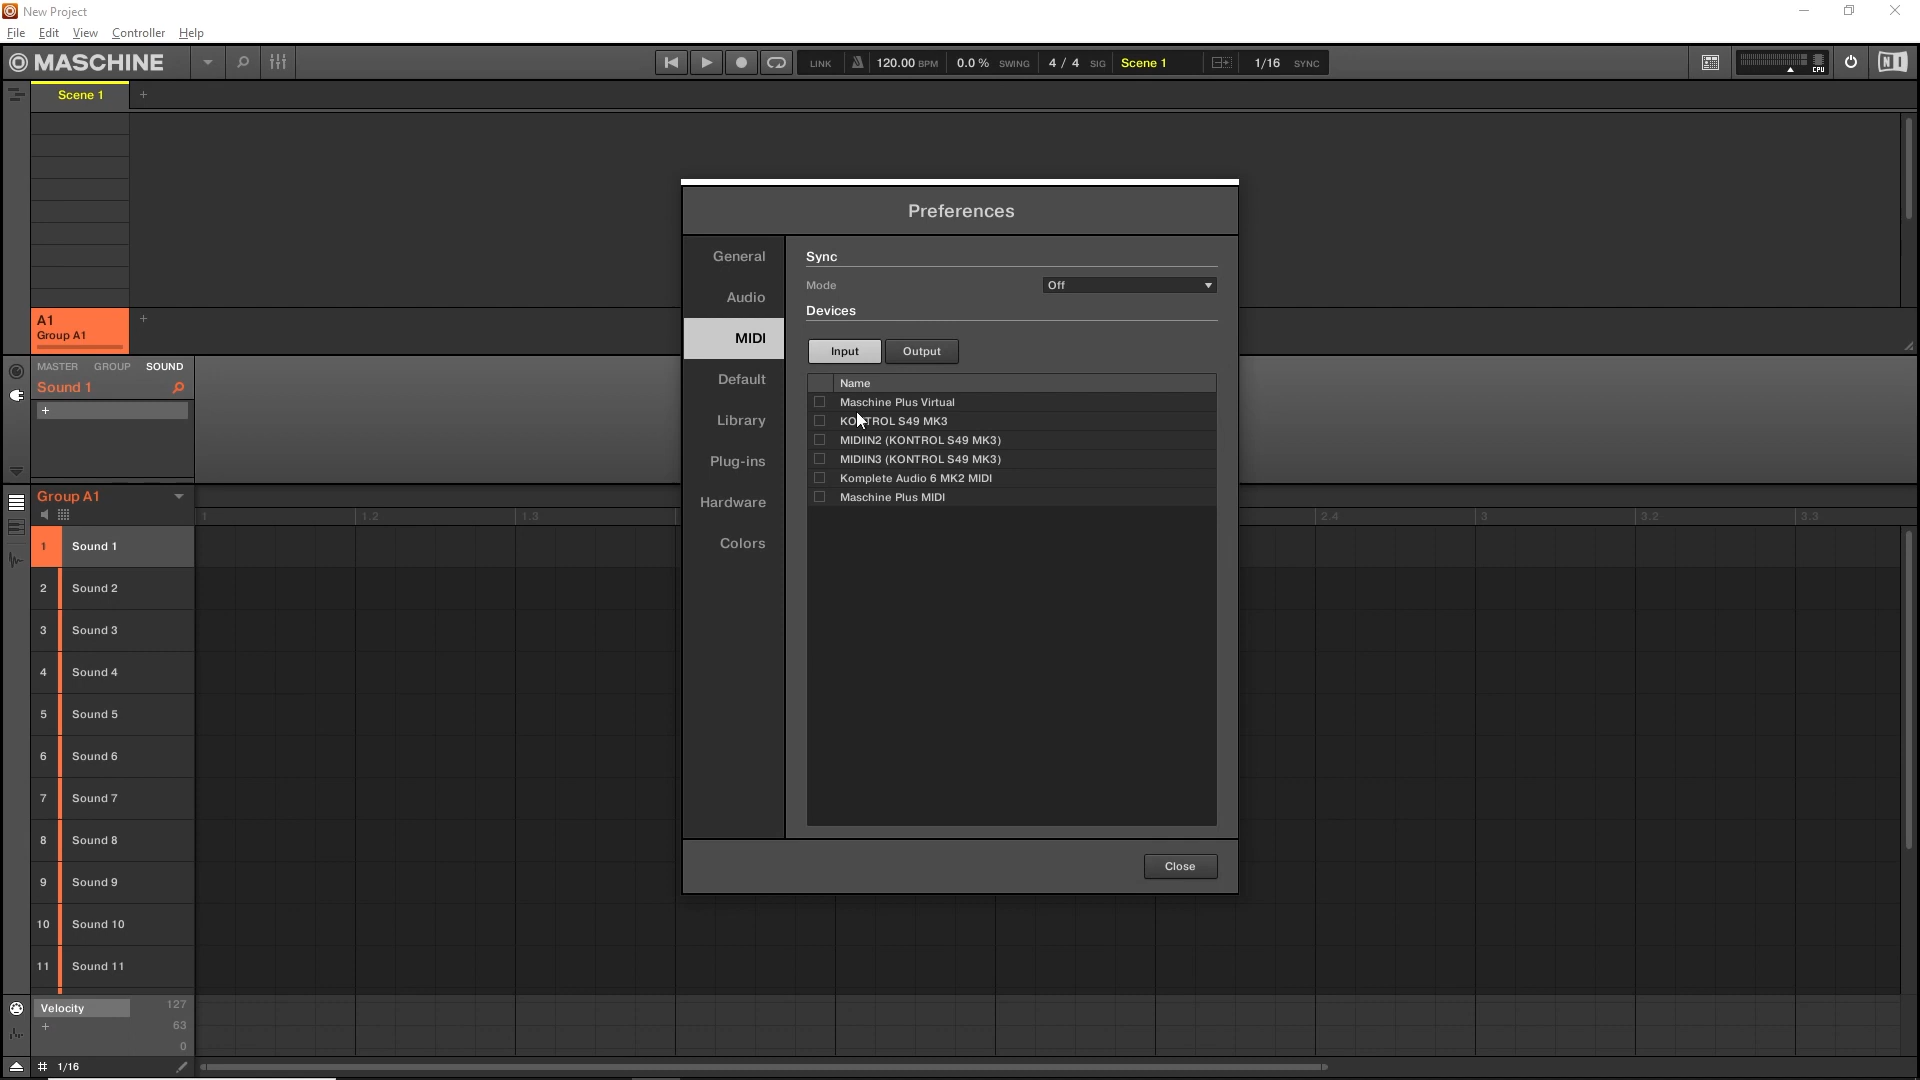 New Project
File Edit View Controller Help
MASCHINE LINK 120.00 BPM 0.0 % SWING 4 / 4 SIG Scene 1 1/16 SYNC CPU NI
Scene 1 +
Preferences
General
Audio
MIDI
Default
Library
Plug-ins
Hardware
Colors
Sync
Mode Off
Devices
Input Output
Name
Maschine Plus Virtual
KONTROL S49 MK3
MIDIIN2 (KONTROL S49 MK3)
MIDIIN3 (KONTROL S49 MK3)
Komplete Audio 6 MK2 MIDI
Maschine Plus MIDI
Close
A1 +
Group A1
MASTER GROUP SOUND
Sound 1
+
Group A1
1 1.2 1.3 2.4 3 3.2 3.3
1 Sound 1
2 Sound 2
3 Sound 3
4 Sound 4
5 Sound 5
6 Sound 6
7 Sound 7
8 Sound 8
9 Sound 9
10 Sound 10
11 Sound 11
Velocity 127
+ 63
0
# 1/16